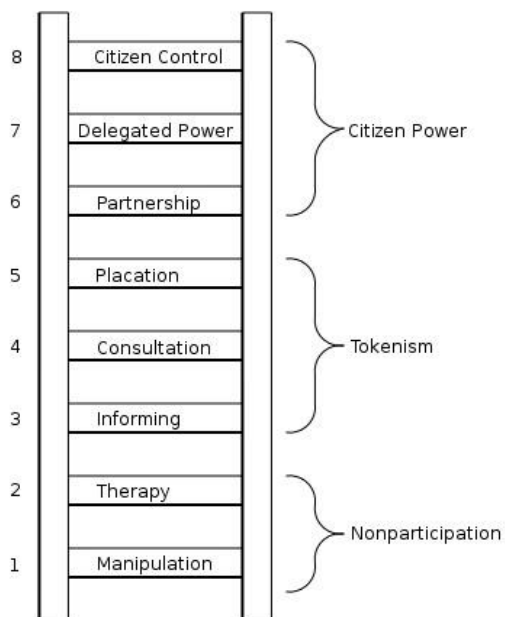 8 Citizen Control
7 Delegated Power Citizen Power
6 Partnership
5 Placation
4 Consultation Tokenism
3 Informing
2 Therapy
Nonparticipation
1 Manipulation